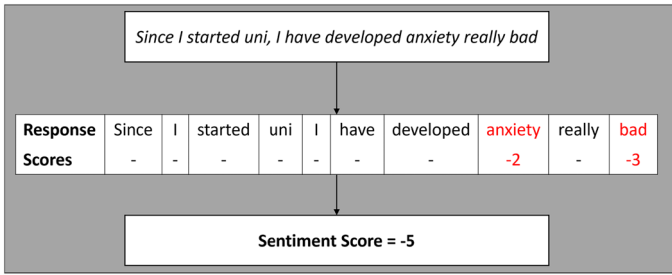 Since I started uni, I have developed anxiety really bad
Response Since I started uni I have developed anxiety really bad
Scores - - - - - - - -2 - -3
Sentiment Score = -5